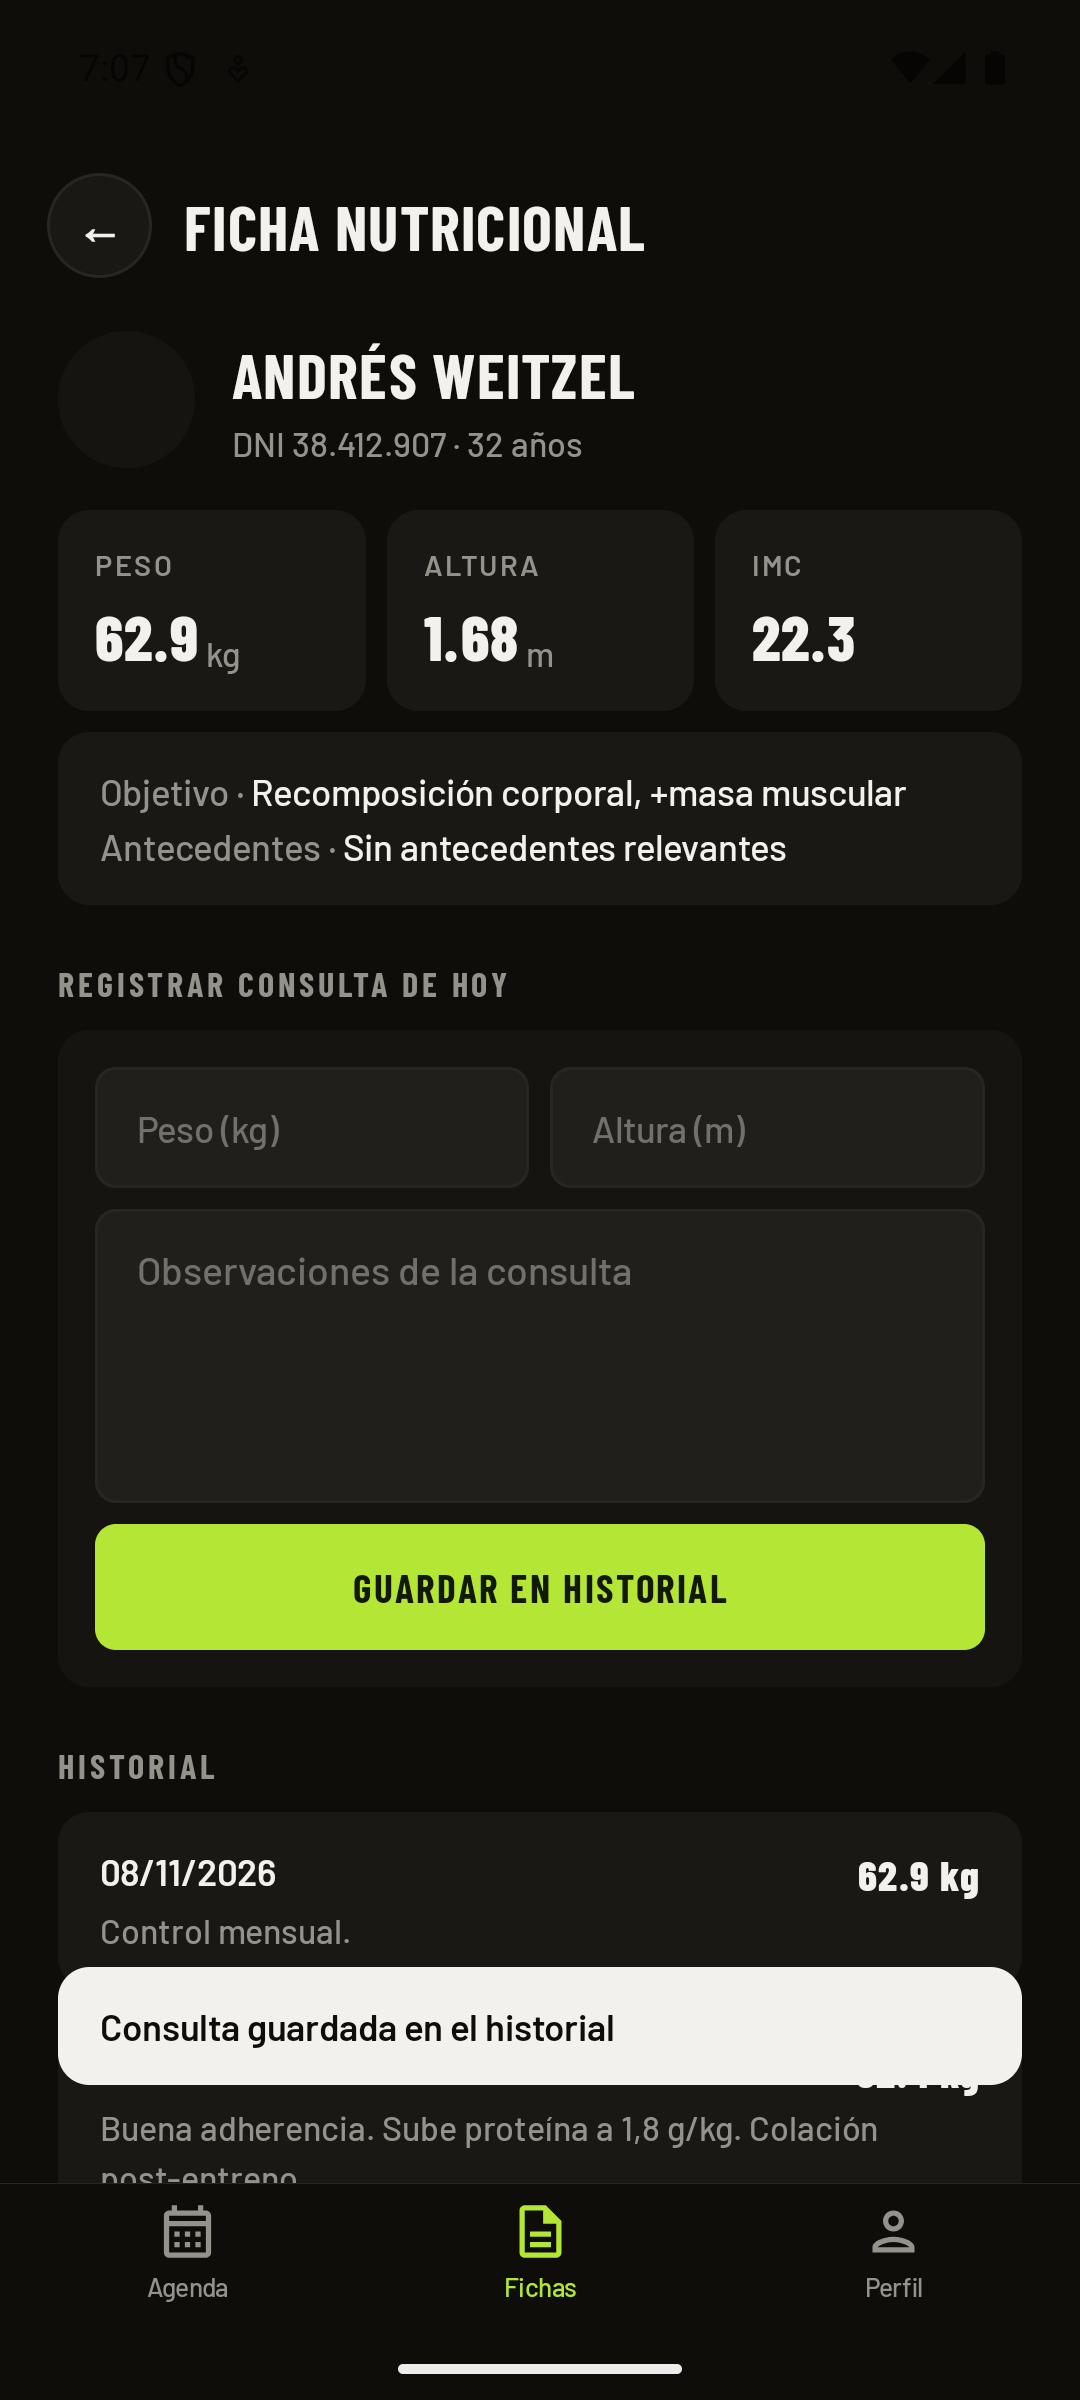 7:07
←
FICHA NUTRICIONAL
ANDRÉS WEITZEL
DNI 38.412.907 · 32 años
PESO
62.9 kg
ALTURA
1.68 m
IMC
22.3
Objetivo · Recomposición corporal, +masa muscular
Antecedentes · Sin antecedentes relevantes
REGISTRAR CONSULTA DE HOY
Peso (kg)
Altura (m)
Observaciones de la consulta
GUARDAR EN HISTORIAL
HISTORIAL
08/11/2026
62.9 kg
Control mensual.
Consulta guardada en el historial
kg
Buena adherencia. Sube proteína a 1,8 g/kg. Colación
post-entreno
Agenda
Fichas
Perfil